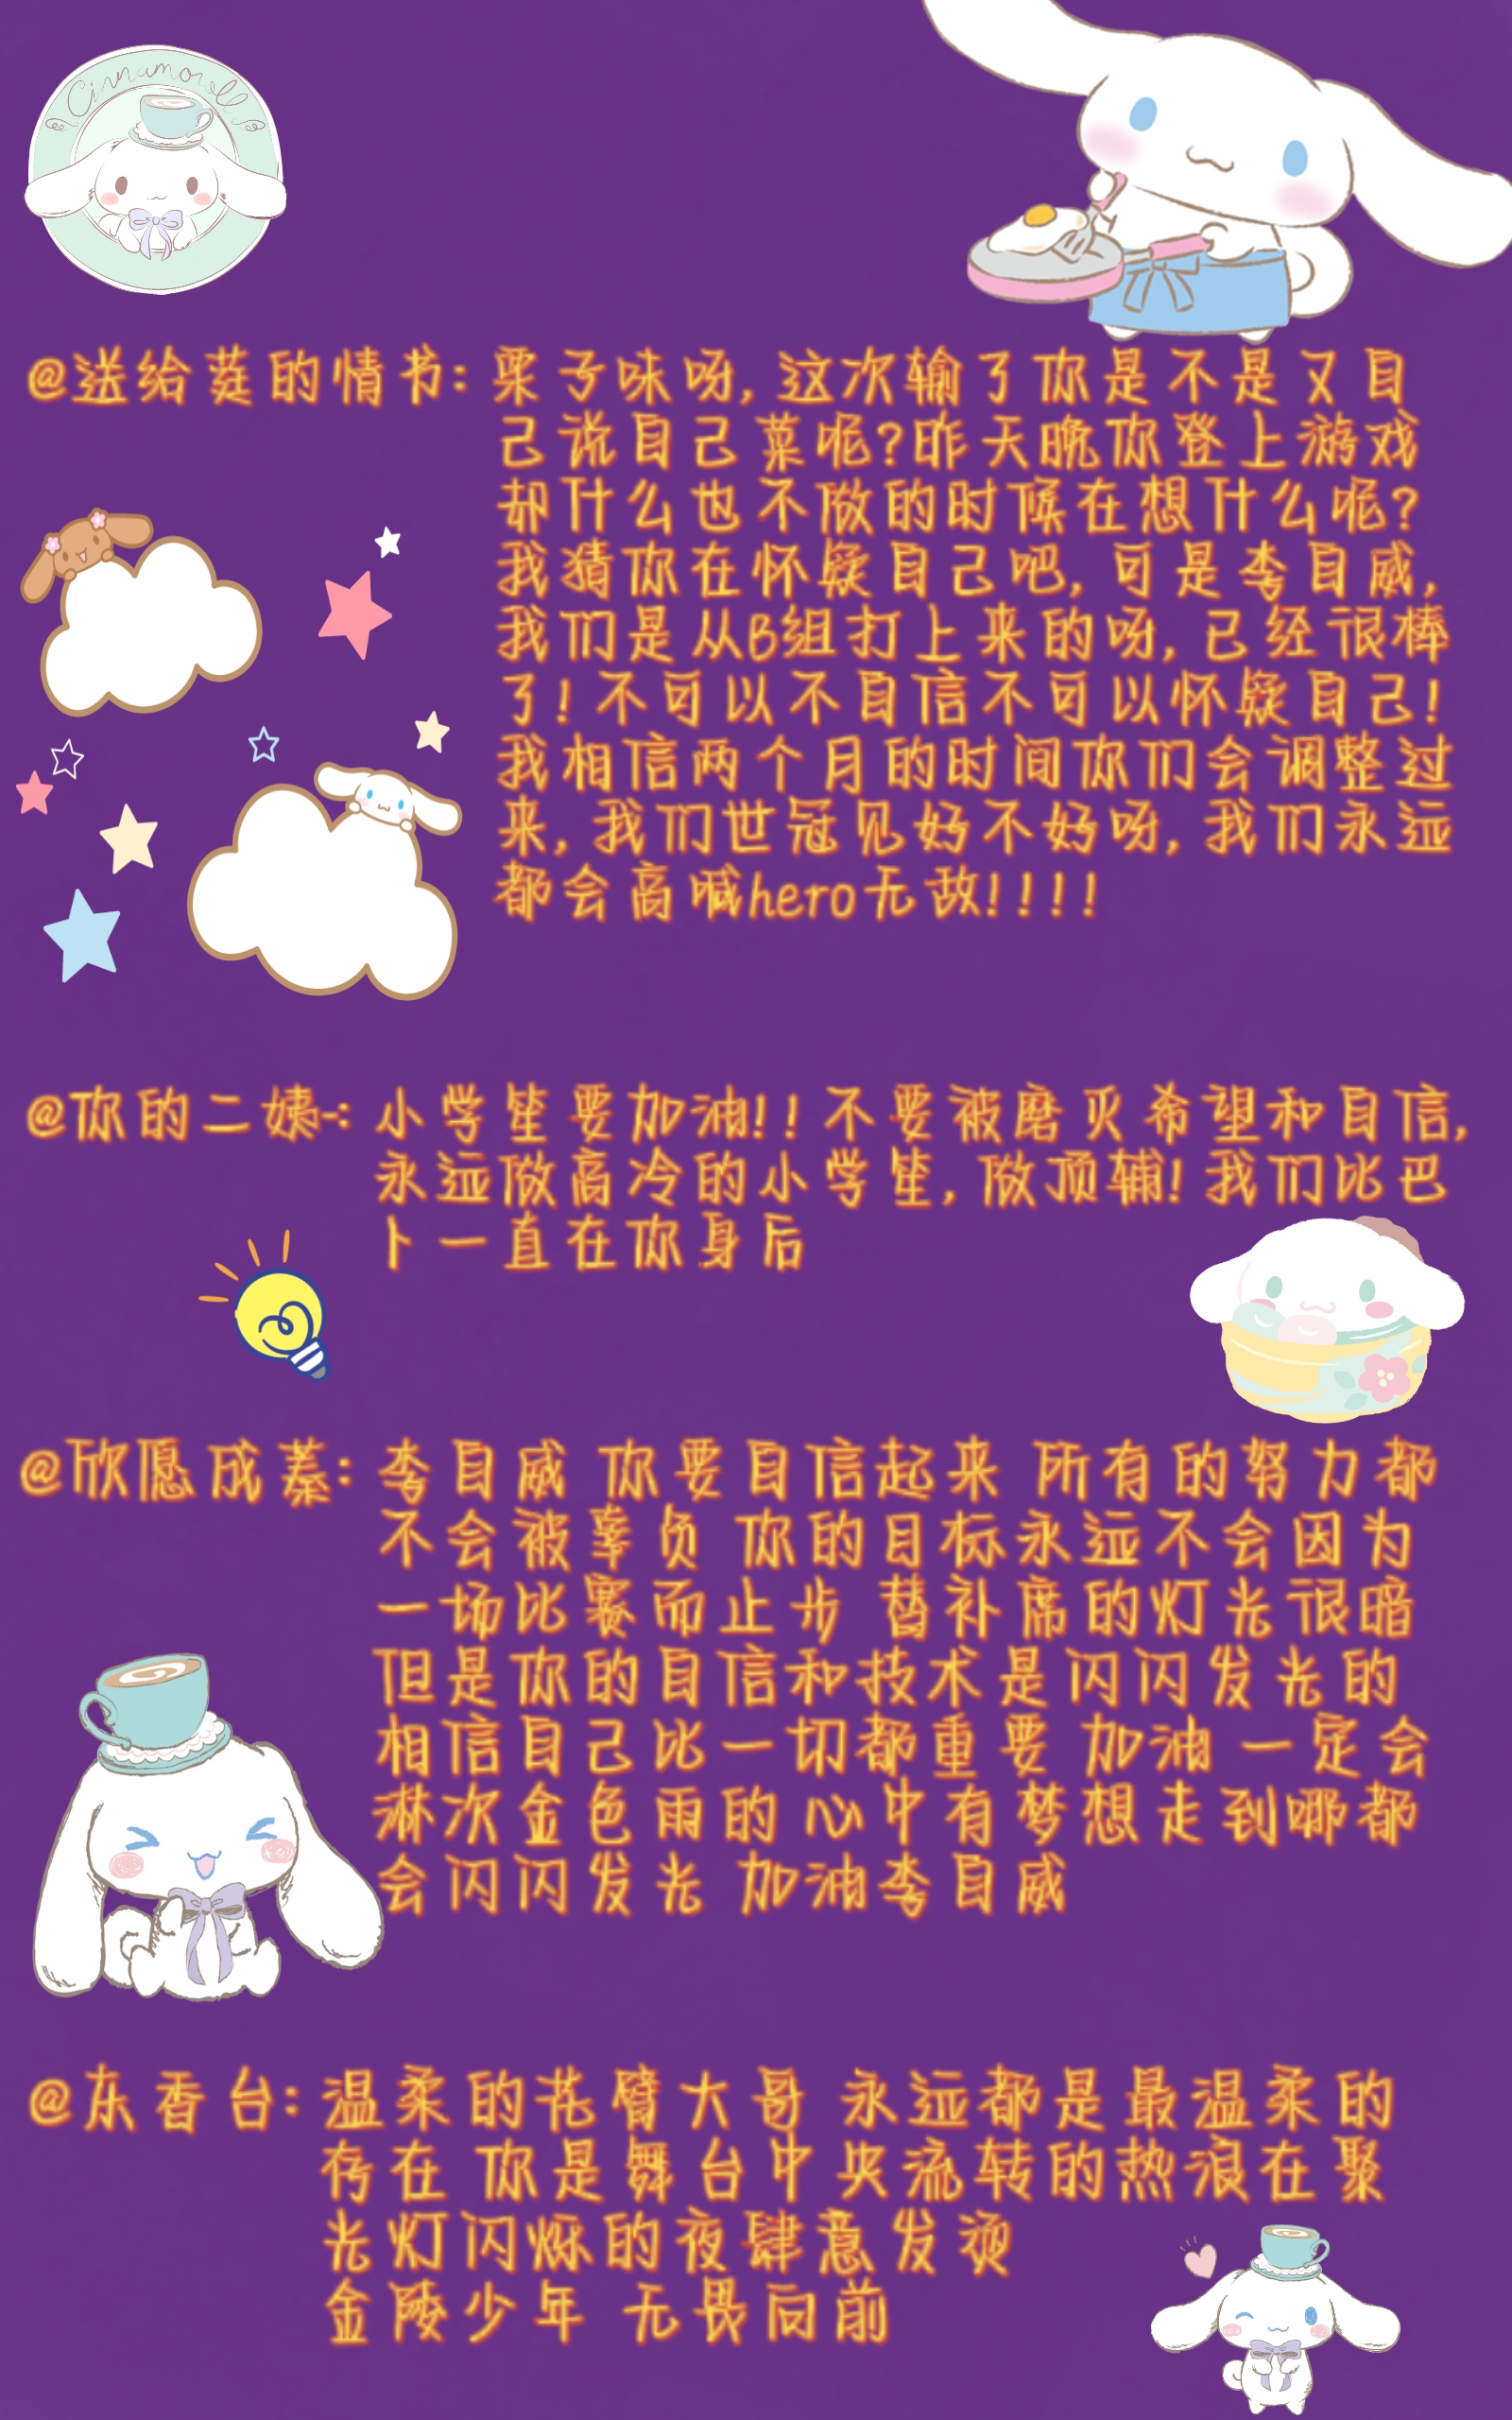 Cinnamoroll
@送给莛的情书：栗子味呀，这次输了你是不是又自
己说自己菜呢？昨天晚你登上游戏
却什么也不做的时候在想什么呢？
我猜你在怀疑自己吧，可是李自威，
我们是从B组打上来的呀，已经很棒
了！不可以不自信不可以怀疑自己！
我相信两个月的时间你们会调整过
来，我们世冠见好不好呀，我们永远
都会高喊hero无敌！！！！
@你的二姨-：小学笙要加油！！不要被磨灭希望和自信，
永远做高冷的小学笙，做顶辅！我们比巴
卜一直在你身后
@欣愿成蓁：李自威 你要自信起来 所有的努力都
不会被辜负 你的目标永远不会因为
一场比赛而止步 替补席的灯光很暗
但是你的自信和技术是闪闪发光的
相信自己比一切都重要 加油 一定会
淋次金色雨的 心中有梦想走到哪都
会闪闪发光 加油李自威
@东香台：温柔的花臂大哥 永远都是最温柔的
存在 你是舞台中央流转的热浪在聚
光灯闪烁的夜肆意发烫
金陵少年 无畏向前